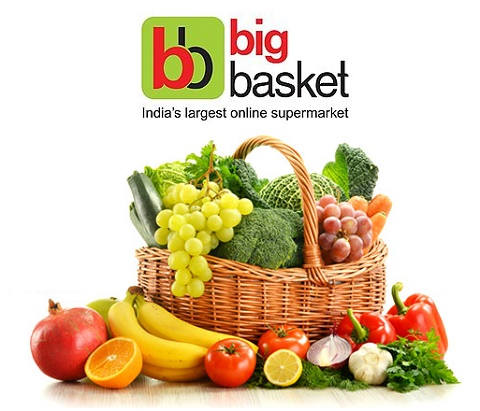 bb
big
basket
India's largest online supermarket